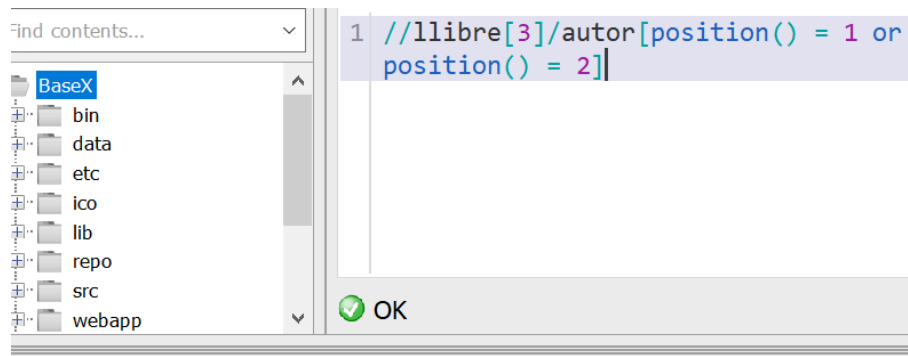 Find contents...
BaseX
bin
data
etc
ico
lib
repo
src
webapp
1 //llibre[3]/autor[position() = 1 or
position() = 2]
OK